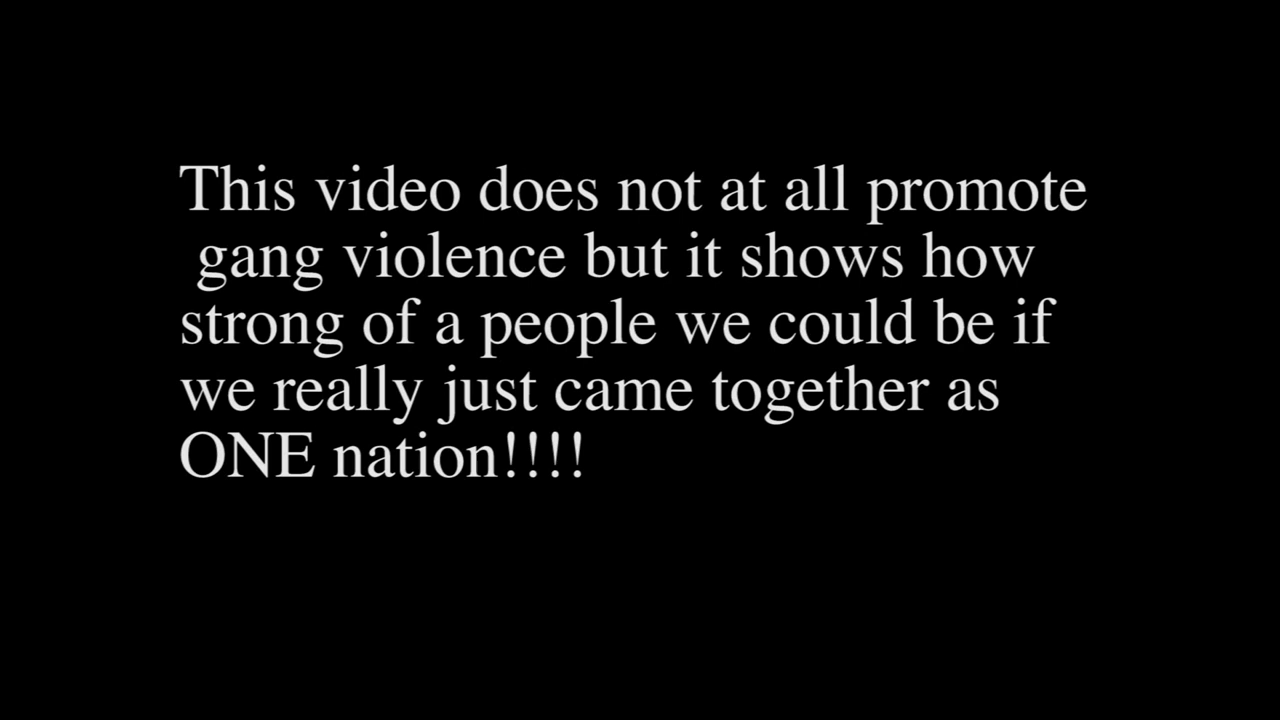 This video does not at all promote
gang violence but it shows how
strong of a people we could be if
we really just came together as
ONE nation!!!!